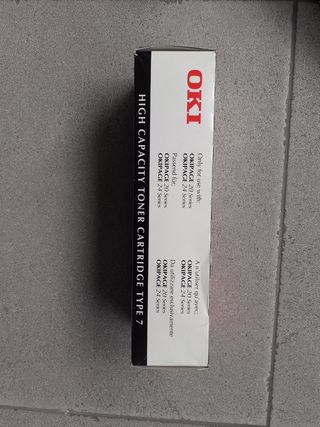 OKI
Only for use with:
OKIPAGE 20 Series
OKIPAGE 24 Series
A n'utiliser qu'avec:
OKIPAGE 20 Series
OKIPAGE 24 Series
Passend für:
OKIPAGE 20 Series
OKIPAGE 24 Series
Da utilizzare esclusivamente
OKIPAGE 20 Series
OKIPAGE 24 Series
HIGH CAPACITY TONER CARTRIDGE TYPE 7